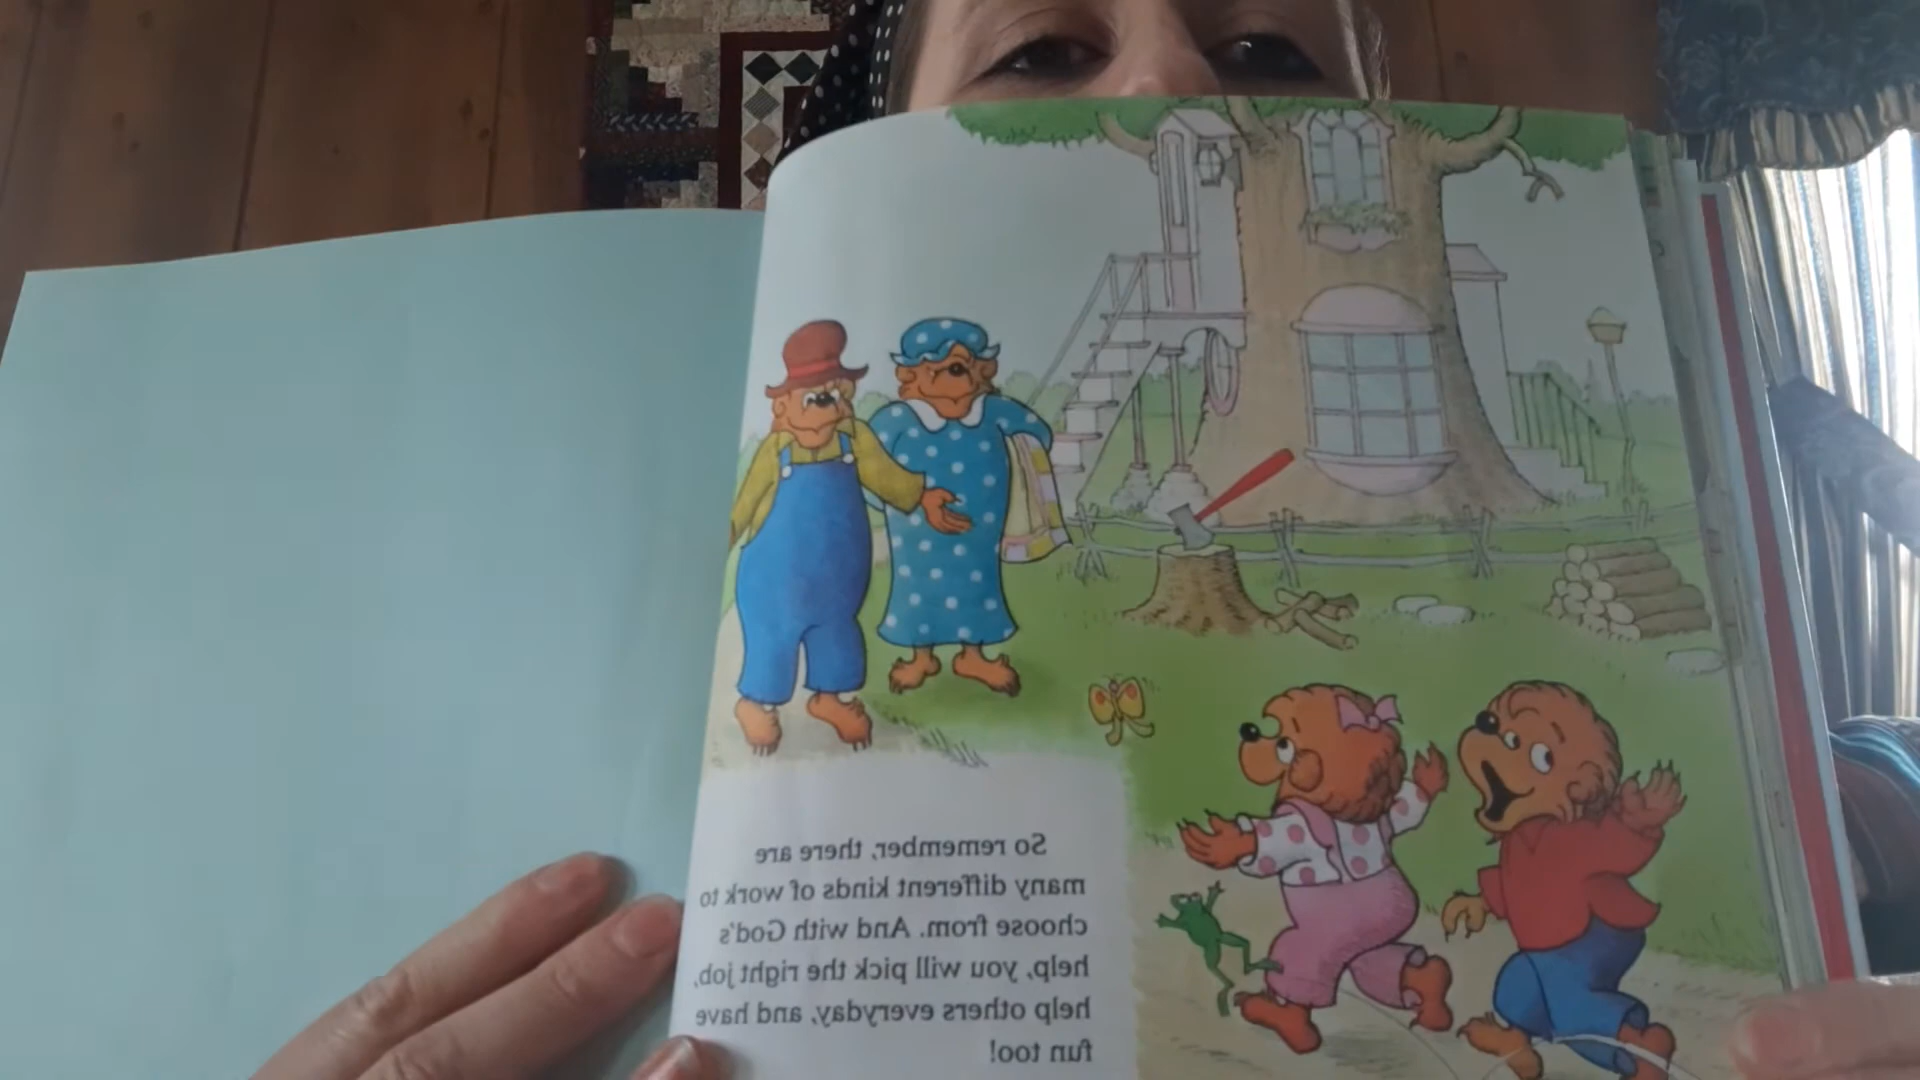 So remember, there are
many different kinds of work to
choose from. And with God's
help, you will pick the right job,
help others everyday, and have
fun too!